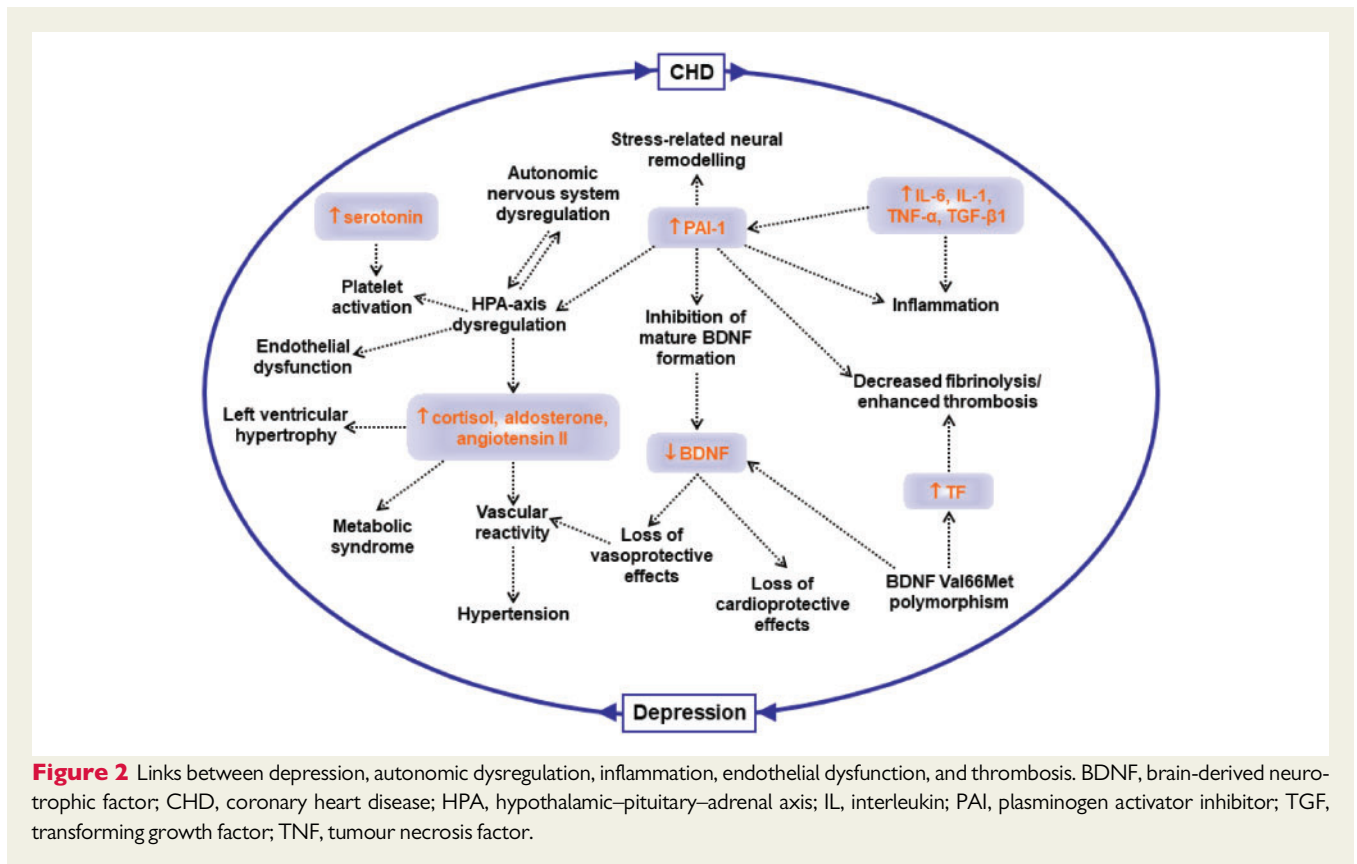 CHD
Stress-related neural
remodelling
Autonomic
nervous system
dysregulation
↑ serotonin
↑ IL-6, IL-1,
TNF-α, TGF-β1
↑ PAI-1
Platelet
activation
HPA-axis
dysregulation
Inflammation
Inhibition of
mature BDNF
formation
Endothelial
dysfunction
Decreased fibrinolysis/
enhanced thrombosis
Left ventricular
hypertrophy
↑ cortisol, aldosterone,
angiotensin II
↓ BDNF
↑ TF
Metabolic
syndrome
Vascular
reactivity
Loss of
vasoprotective
effects
Loss of
cardioprotective
effects
BDNF Val66Met
polymorphism
Hypertension
Depression
Figure 2 Links between depression, autonomic dysregulation, inflammation, endothelial dysfunction, and thrombosis. BDNF, brain-derived neuro-
trophic factor; CHD, coronary heart disease; HPA, hypothalamic–pituitary–adrenal axis; IL, interleukin; PAI, plasminogen activator inhibitor; TGF,
transforming growth factor; TNF, tumour necrosis factor.